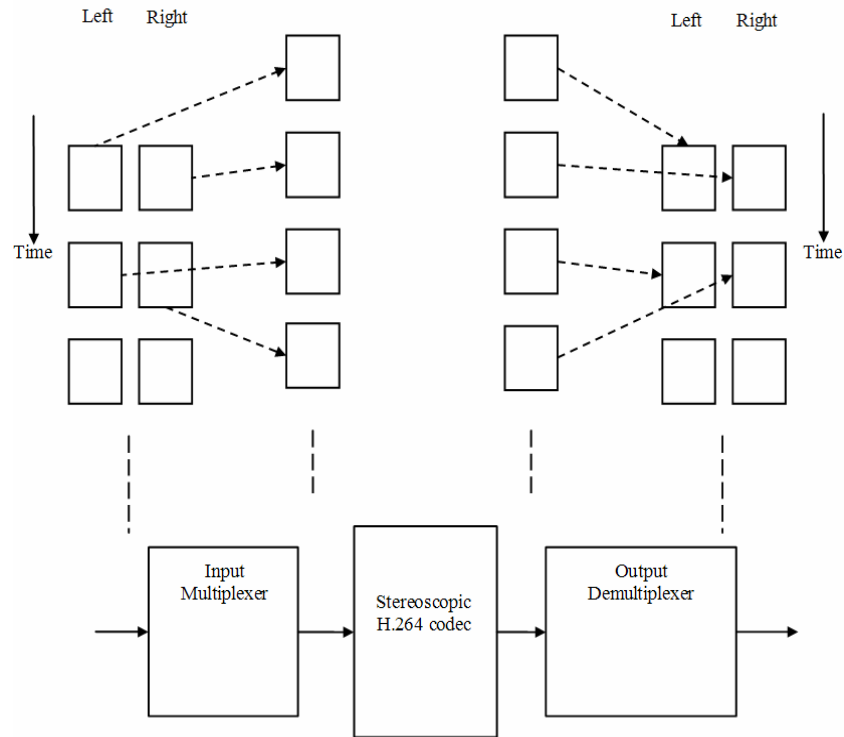 Left Right
Left Right
Time
Time
Input
Multiplexer
Stereoscopic
H.264 codec
Output
Demultiplexer